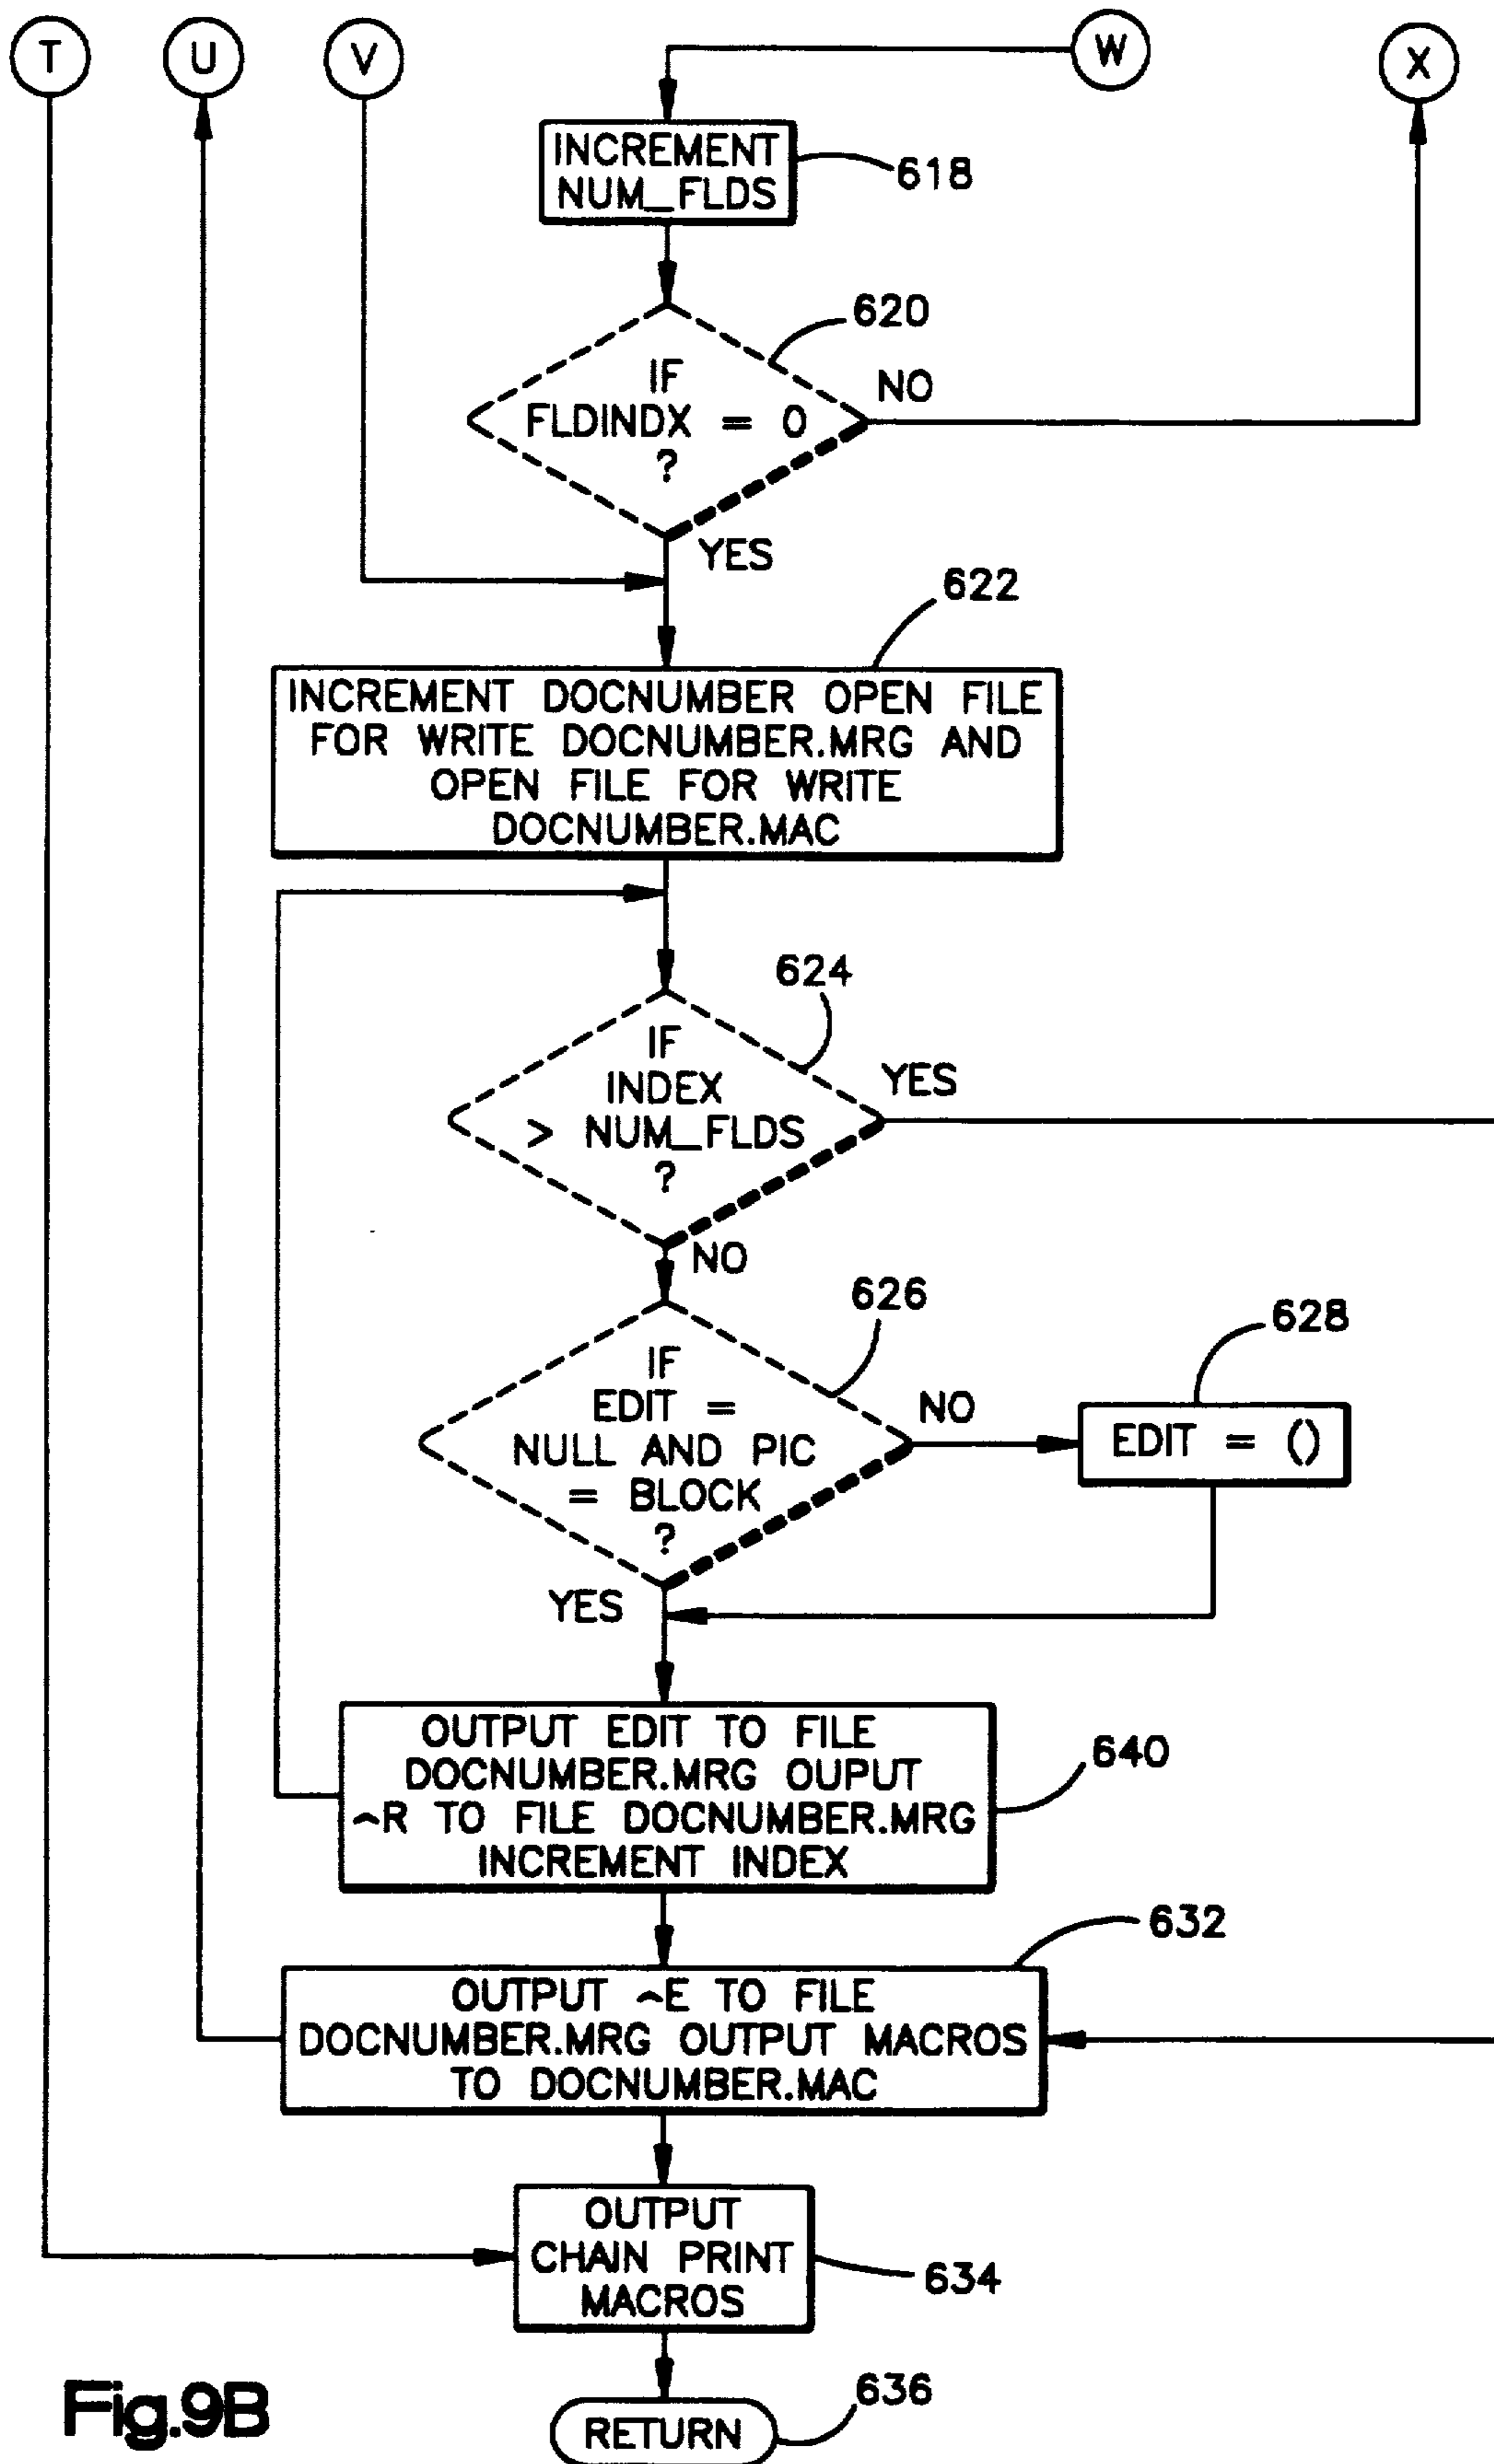 T
U
V
W
X
INCREMENT
NUM_FLDS
618
620
IF
FLDINDX = 0
?
NO
YES
622
INCREMENT DOCNUMBER OPEN FILE
FOR WRITE DOCNUMBER.MRG AND
OPEN FILE FOR WRITE
DOCNUMBER.MAC
624
IF
INDEX
> NUM_FLDS
?
YES
NO
626
IF
EDIT =
NULL AND PIC
= BLOCK
?
NO
628
EDIT = ()
YES
OUTPUT EDIT TO FILE
DOCNUMBER.MRG OUPUT
^R TO FILE DOCNUMBER.MRG
INCREMENT INDEX
640
632
OUTPUT ^E TO FILE
DOCNUMBER.MRG OUTPUT MACROS
TO DOCNUMBER.MAC
OUTPUT
CHAIN PRINT
MACROS
634
RETURN
636
Fig.9B